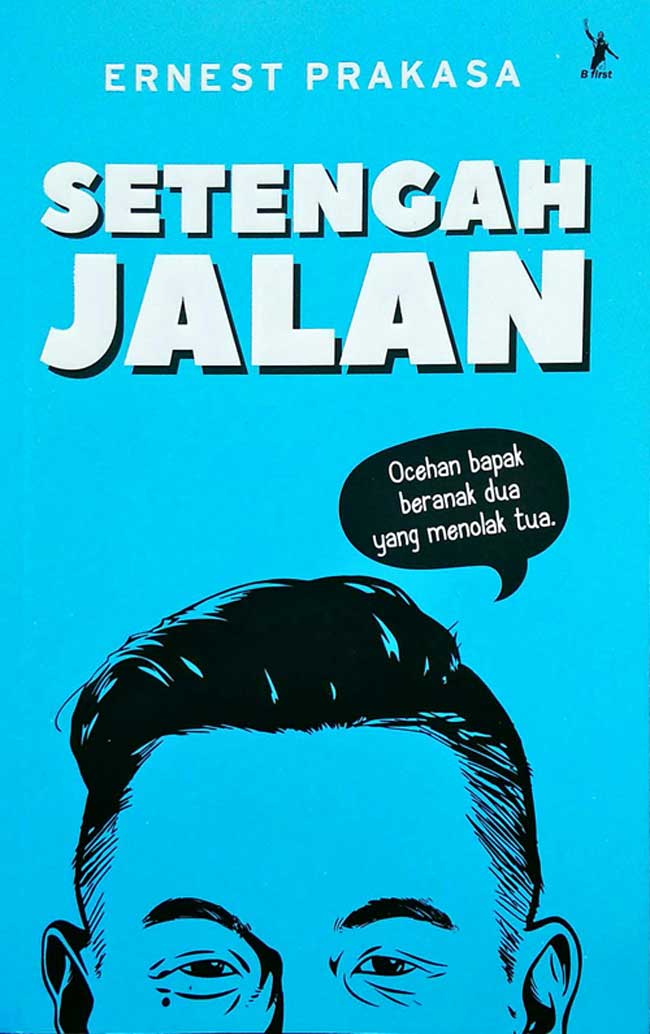 B first
ERNEST PRAKASA
SETENGAH
JALAN
Ocehan bapak
beranak dua
yang menolak tua.